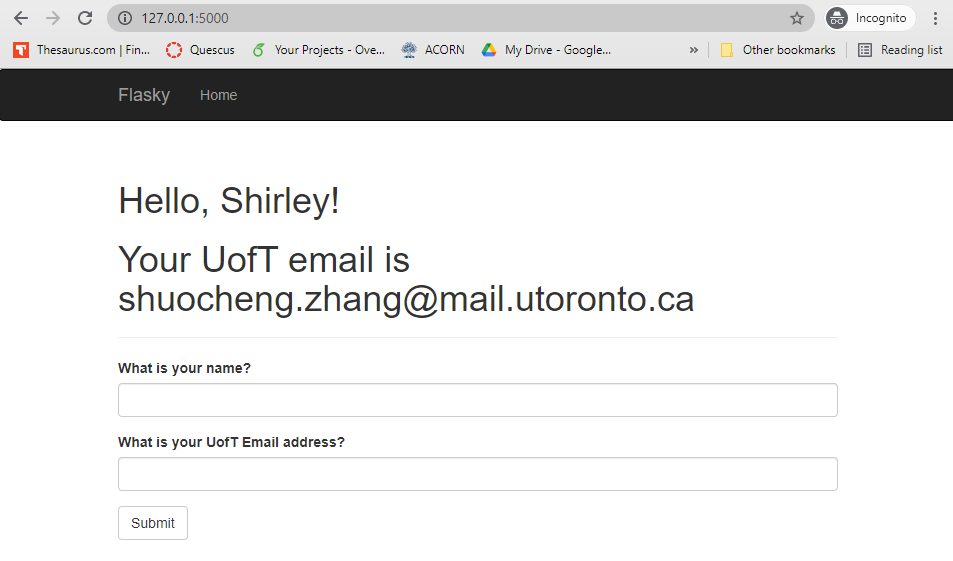 127.0.0.1:5000
Incognito
Thesaurus.com | Fin...
Quescus
Your Projects - Ove...
ACORN
My Drive - Google...
»
Other bookmarks
Reading list
Flasky
Home
Hello, Shirley!
Your UofT email is
shuocheng.zhang@mail.utoronto.ca
What is your name?
What is your UofT Email address?
Submit